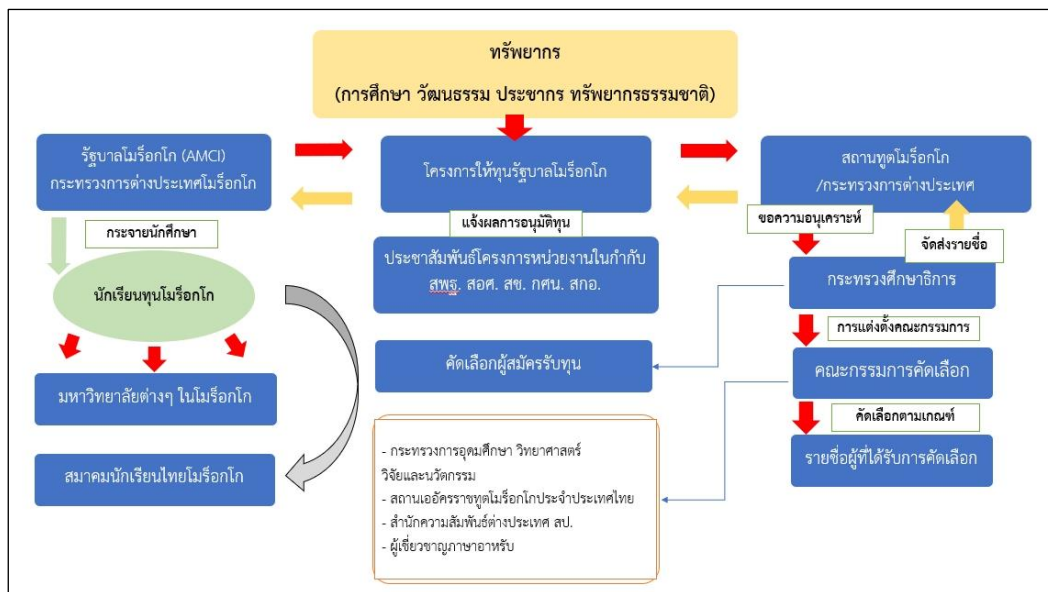 ทรัพยากร
(การศึกษา วัฒนธรรม ประชากร ทรัพยากรธรรมชาติ)
รัฐบาลโมร็อกโก (AMCI)
กระทรวงการต่างประเทศโมร็อกโก
โครงการให้ทุนรัฐบาลโมร็อกโก
สถานทูตโมร็อกโก
/กระทรวงการต่างประเทศ
กระจายนักศึกษา
แจ้งผลการอนุมัติทุน
ขอความอนุเคราะห์
จัดส่งรายชื่อ
นักเรียนทุนโมร็อกโก
ประชาสัมพันธ์โครงการหน่วยงานในกำกับ
สพฐ. สอศ. สช. กศน. สกอ.
กระทรวงศึกษาธิการ
การแต่งตั้งคณะกรรมการ
คัดเลือกผู้สมัครรับทุน
คณะกรรมการคัดเลือก
มหาวิทยาลัยต่างๆ ในโมร็อกโก
คัดเลือกตามเกณฑ์
สมาคมนักเรียนไทยโมร็อกโก
รายชื่อผู้ที่ได้รับการคัดเลือก
- กระทรวงการอุดมศึกษา วิทยาศาสตร์
วิจัยและนวัตกรรม
- สถานเออัครราชทูตโมร็อกโกประจำประเทศไทย
- สำนักความสัมพันธ์ต่างประเทศ สป.
- ผู้เชี่ยวชาญภาษาอาหรับ